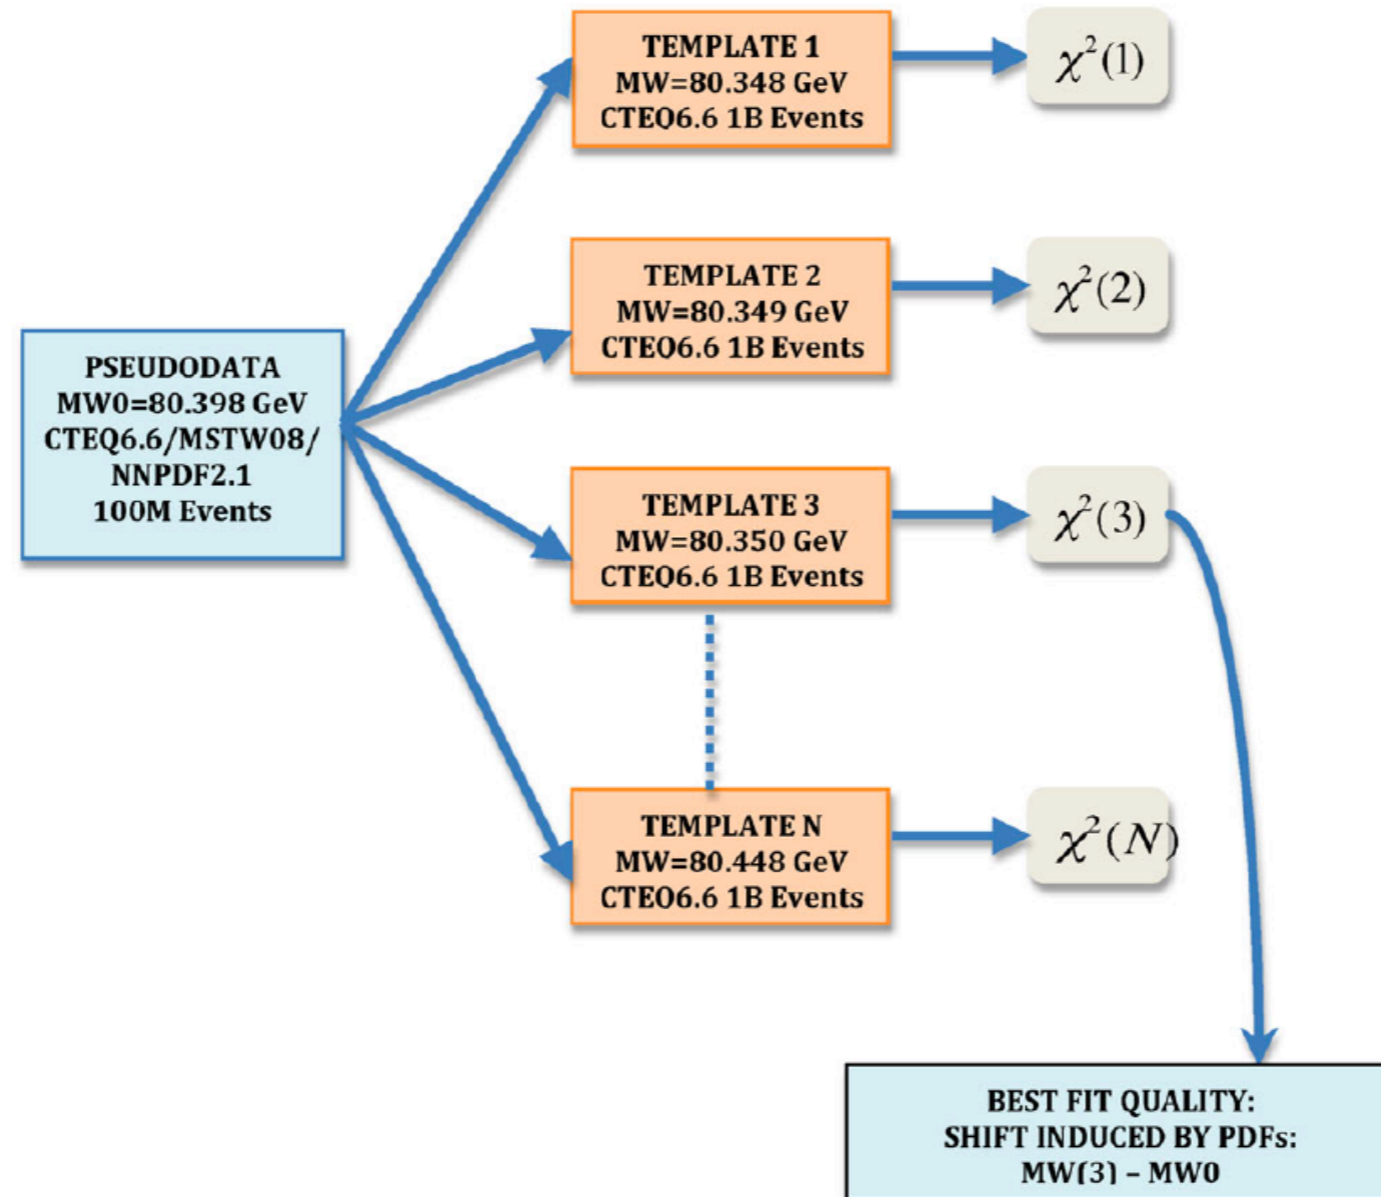 TEMPLATE 1
MW=80.348 GeV
CTEQ6.6 1B Events
χ²(1)
TEMPLATE 2
MW=80.349 GeV
CTEQ6.6 1B Events
χ²(2)
PSEUDODATA
MW0=80.398 GeV
CTEQ6.6/MSTW08/
NNPDF2.1
100M Events
TEMPLATE 3
MW=80.350 GeV
CTEQ6.6 1B Events
χ²(3)
TEMPLATE N
MW=80.448 GeV
CTEQ6.6 1B Events
χ²(N)
BEST FIT QUALITY:
SHIFT INDUCED BY PDFs:
MW(3) – MW0